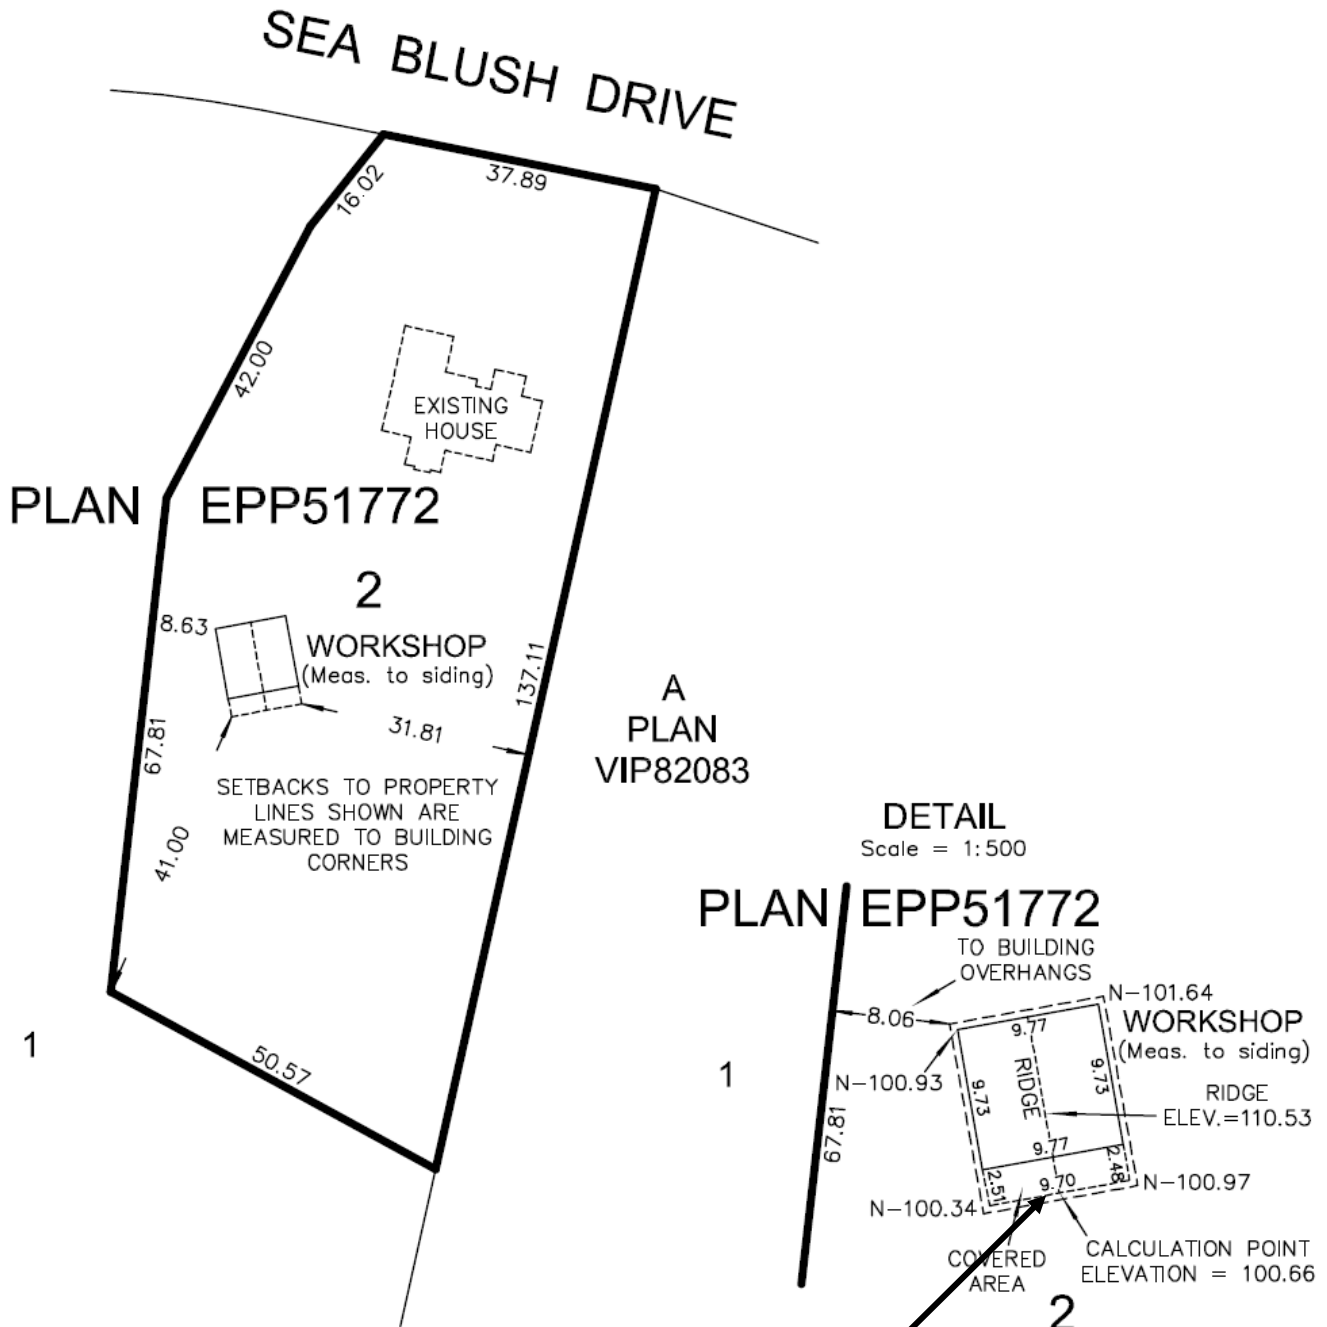 SEA BLUSH DRIVE
37.89
16.02
42.00
EXISTING
HOUSE
PLAN EPP51772
2
8.63
WORKSHOP
(Meas. to siding)
137.11
31.81
67.81
A
PLAN
VIP82083
SETBACKS TO PROPERTY
LINES SHOWN ARE
MEASURED TO BUILDING
CORNERS
41.00
1
50.57
DETAIL
Scale = 1:500
PLAN EPP51772
TO BUILDING
OVERHANGS
N-101.64
8.06
9.77
WORKSHOP
(Meas. to siding)
N-100.93
RIDGE
9.73
9.73
1
RIDGE
ELEV.=110.53
67.81
9.77
2.51
9.70
2.48
N-100.97
N-100.34
COVERED
AREA
CALCULATION POINT
ELEVATION = 100.66
2